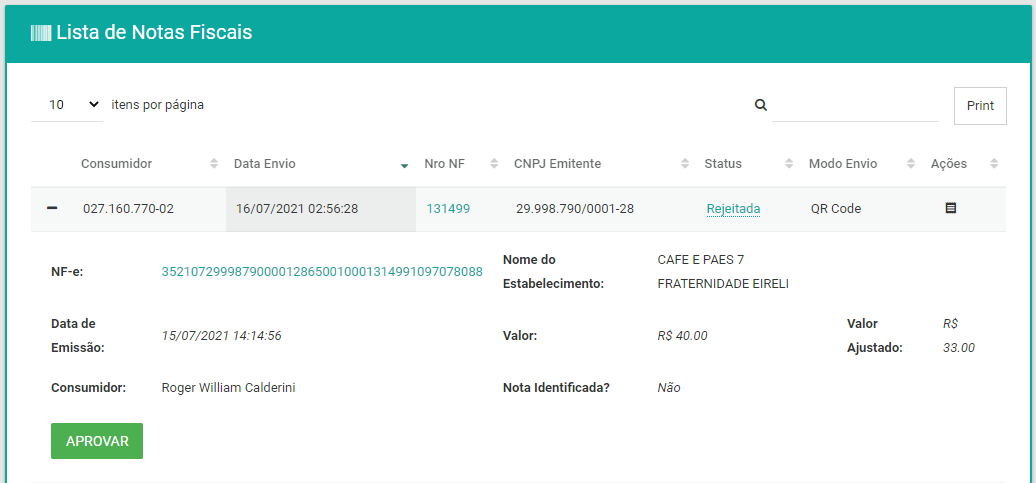 Lista de Notas Fiscais
10 itens por página Print
Consumidor Data Envio Nro NF CNPJ Emitente Status Modo Envio Ações
027.160.770-02 16/07/2021 02:56:28 131499 29.998.790/0001-28 Rejeitada QR Code
NF-e: 35210729998790000128650010001314991097078088 Nome do Estabelecimento: CAFE E PAES 7 FRATERNIDADE EIRELI
Data de Emissão: 15/07/2021 14:14:56 Valor: R$ 40.00 Valor Ajustado: R$ 33.00
Consumidor: Roger William Calderini Nota Identificada? Não
APROVAR